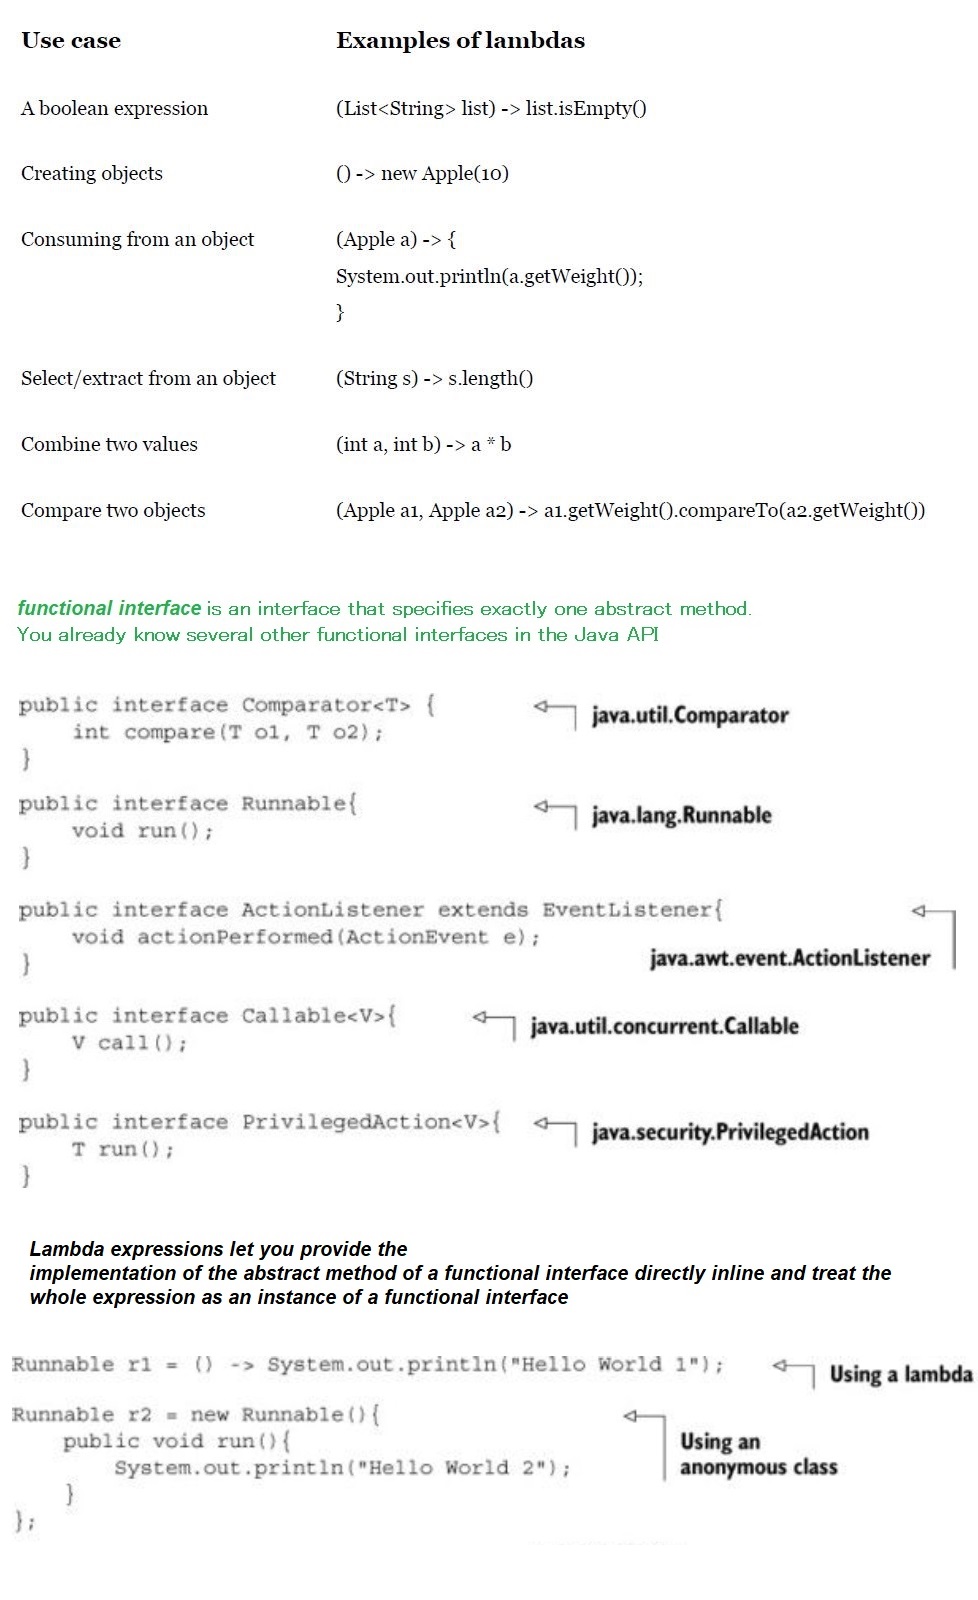 Use case Examples of lambdas
A boolean expression (List<String> list) -> list.isEmpty()
Creating objects () -> new Apple(10)
Consuming from an object (Apple a) -> {
System.out.println(a.getWeight());
}
Select/extract from an object (String s) -> s.length()
Combine two values (int a, int b) -> a * b
Compare two objects (Apple a1, Apple a2) -> a1.getWeight().compareTo(a2.getWeight())
functional interface is an interface that specifies exactly one abstract method.
You already know several other functional interfaces in the Java API
public interface Comparator<T> {
java.util.Comparator
int compare(T o1, T o2);
}
public interface Runnable{
java.lang.Runnable
void run();
}
public interface ActionListener extends EventListener{
void actionPerformed(ActionEvent e);
java.awt.event.ActionListener
}
public interface Callable<V>{
java.util.concurrent.Callable
V call();
}
public interface PrivilegedAction<V>{
java.security.PrivilegedAction
T run();
}
Lambda expressions let you provide the
implementation of the abstract method of a functional interface directly inline and treat the
whole expression as an instance of a functional interface
Runnable r1 = () -> System.out.println("Hello World 1");
Using a lambda
Runnable r2 = new Runnable(){
public void run(){
Using an
System.out.println("Hello World 2");
anonymous class
}
};